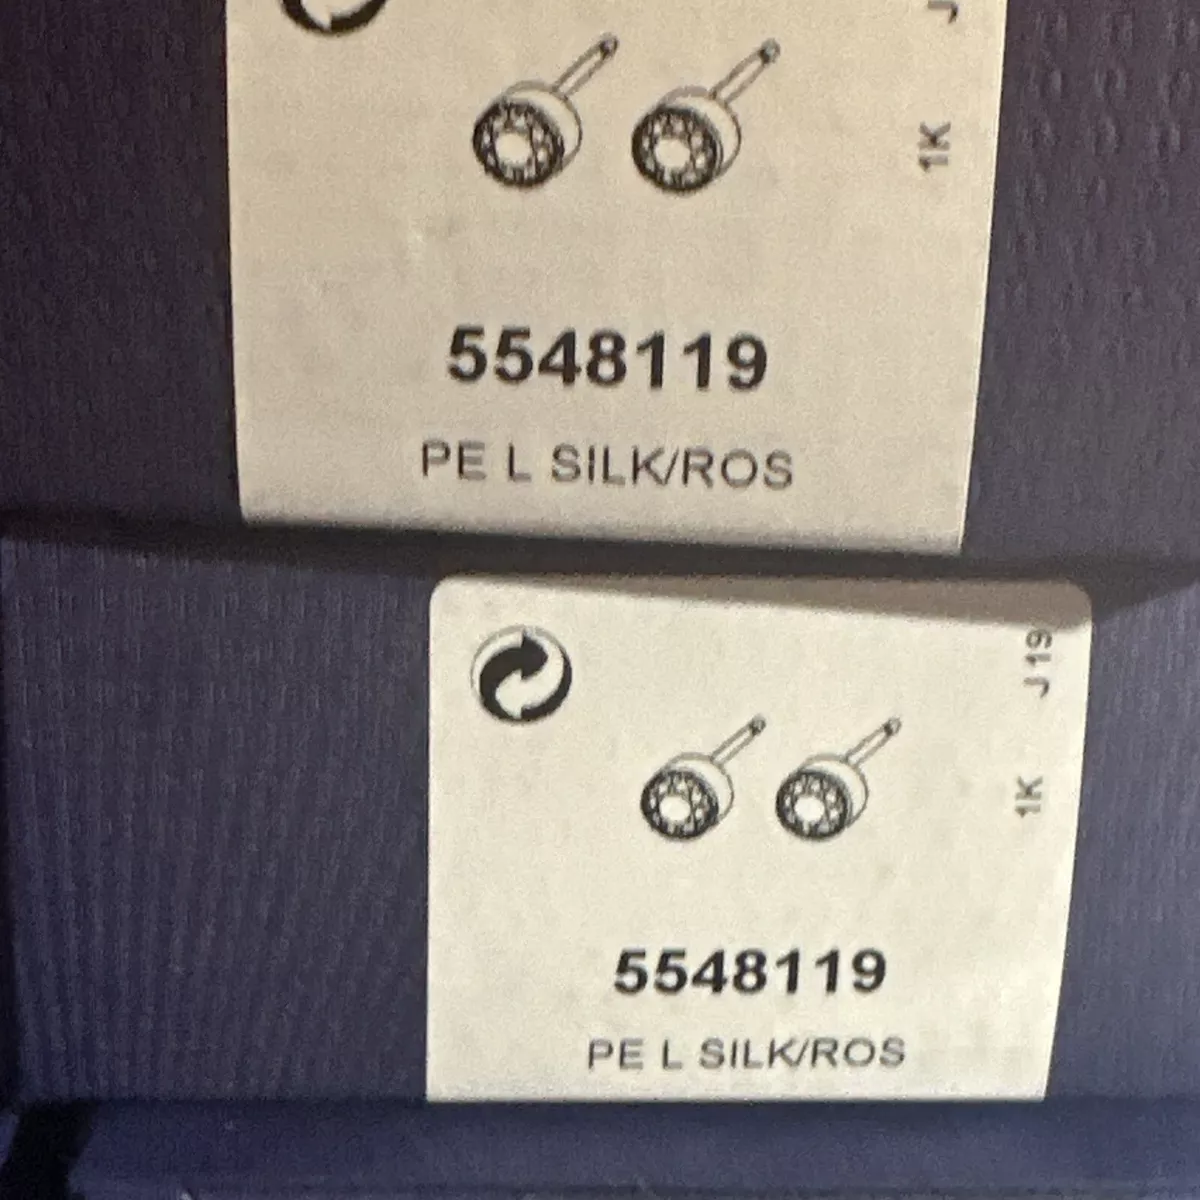 J
1K
5548119
PE L SILK/ROS
J19
1K
5548119
PE L SILK/ROS